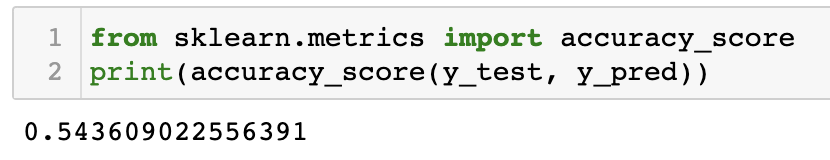 1 from sklearn.metrics import accuracy_score
2 print(accuracy_score(y_test, y_pred))
0.543609022556391